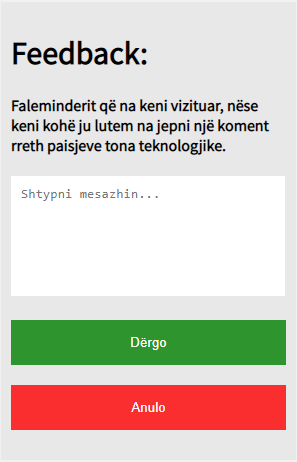 Feedback:
Faleminderit që na keni vizituar, nëse
keni kohë ju lutem na jepni një koment
rreth paisjeve tona teknologjike.
Shtypni mesazhin...
Dërgo
Anulo